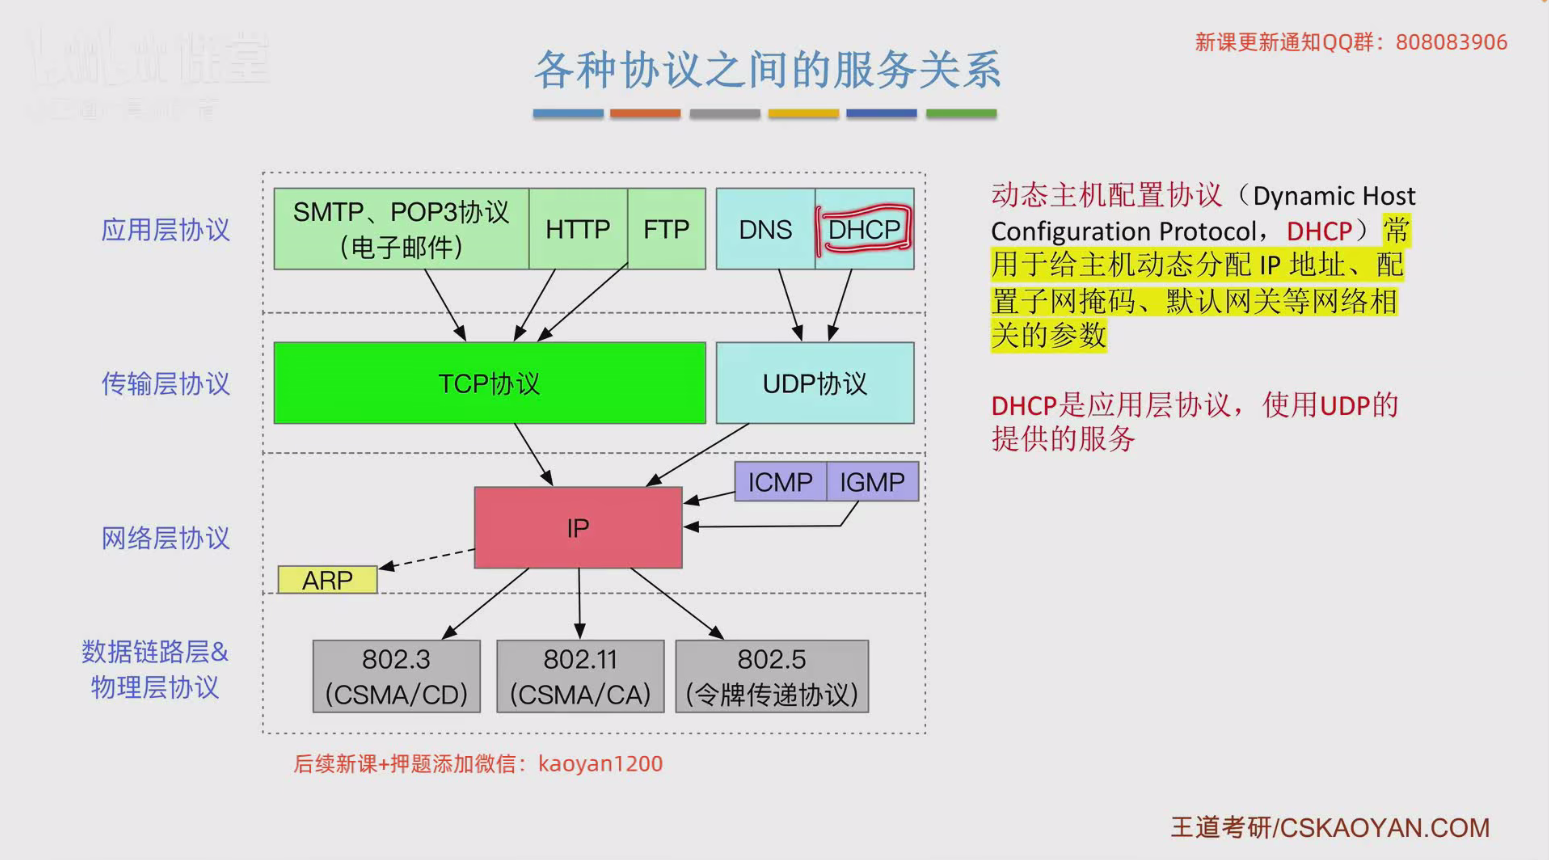 新课更新通知QQ群：808083906
各种协议之间的服务关系
应用层协议
SMTP、POP3协议
（电子邮件）
HTTP
FTP
DNS
DHCP
传输层协议
TCP协议
UDP协议
网络层协议
ICMP
IGMP
IP
ARP
数据链路层&
物理层协议
802.3
(CSMA/CD)
802.11
(CSMA/CA)
802.5
(令牌传递协议)
动态主机配置协议（Dynamic Host
Configuration Protocol，DHCP）常
用于给主机动态分配 IP 地址、配
置子网掩码、默认网关等网络相
关的参数
DHCP是应用层协议，使用UDP的
提供的服务
后续新课+押题添加微信：kaoyan1200
王道考研/CSKAOYAN.COM